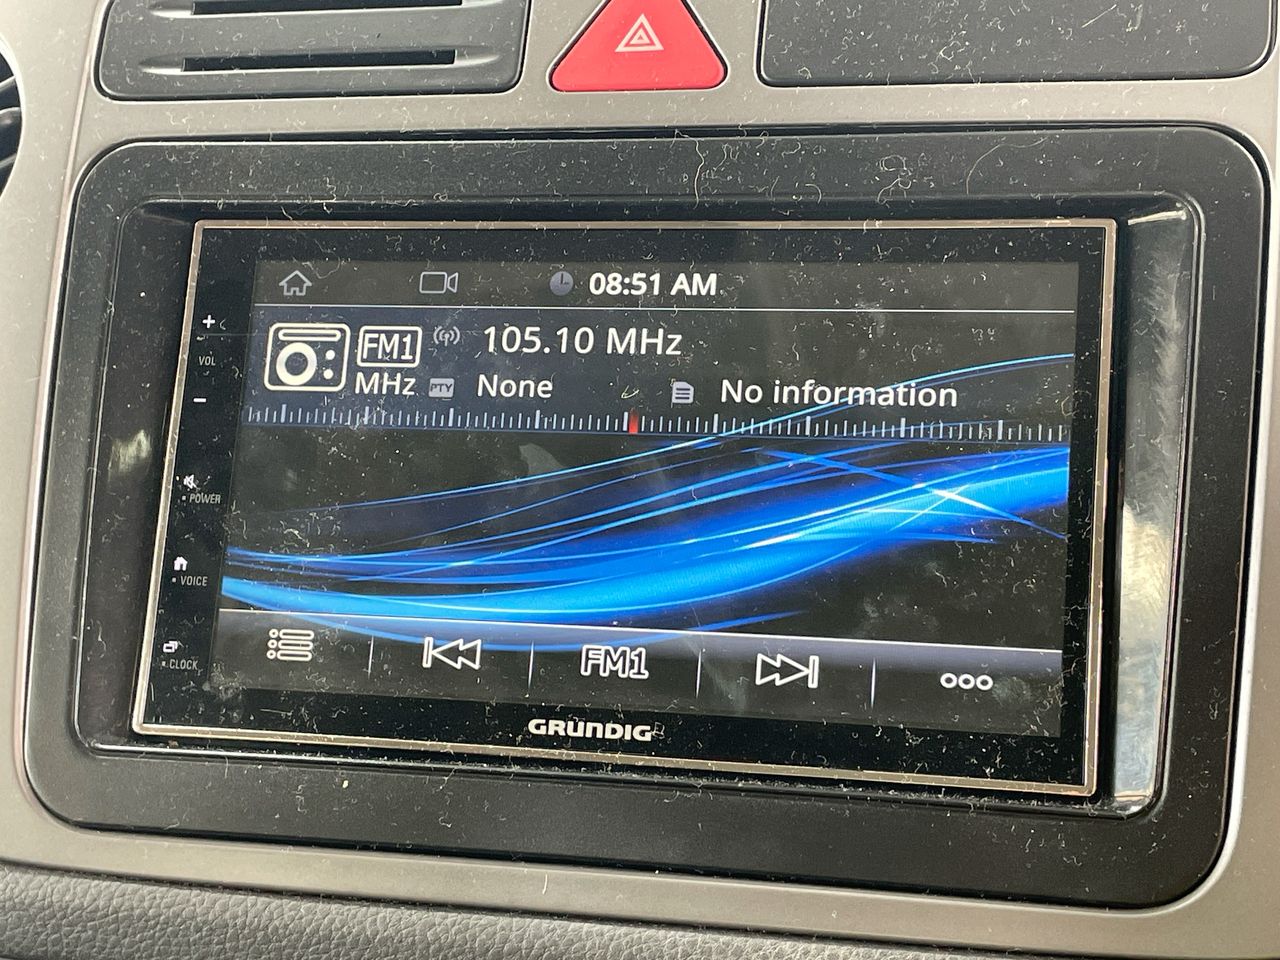 08:51 AM
+
VOL
-
FM1
105.10 MHz
MHz PTY None
No information
POWER
VOICE
CLOCK
FM1
GRUNDIG